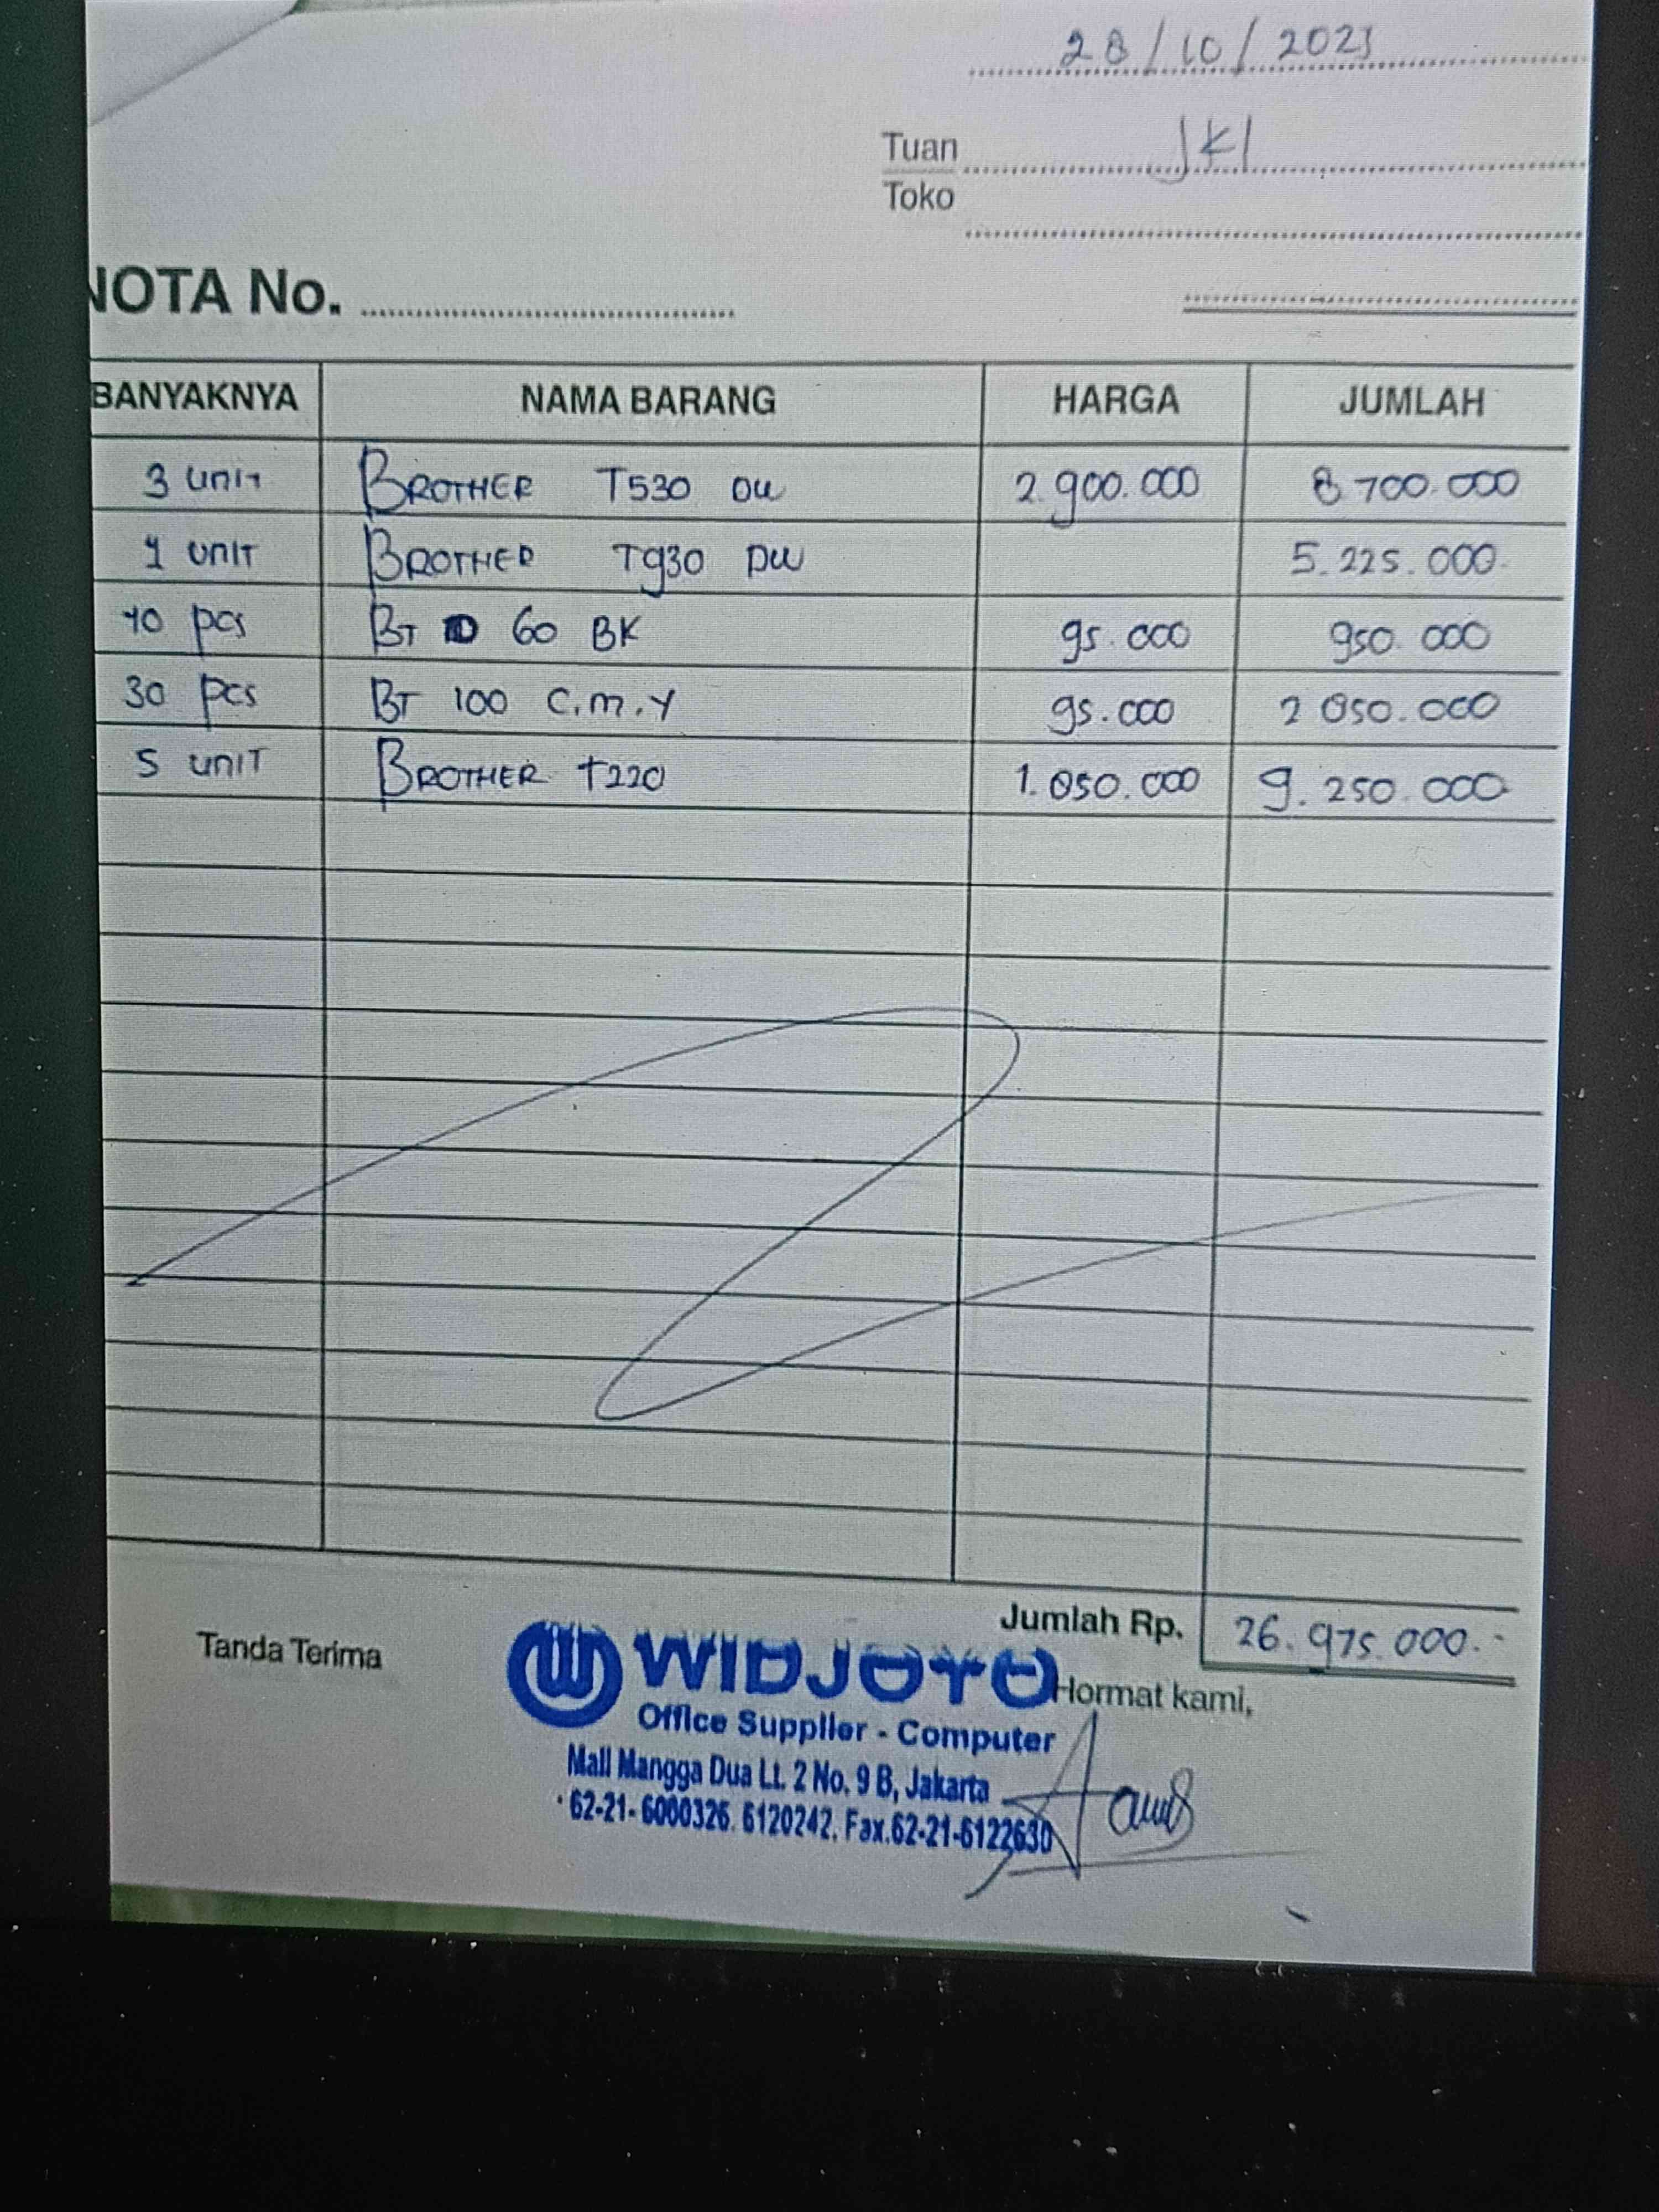 28/10/2025
Tuan JKL
Toko
NOTA No.
BANYAKNYA NAMA BARANG HARGA JUMLAH
3 UNIT BROTHER T530 DW 2.900.000 8.700.000
1 UNIT BROTHER T930 DW 5.225.000
10 pcs BT D 60 BK 95.000 950.000
30 pcs BT 100 C.M.Y 95.000 2.850.000
5 UNIT BROTHER T220 1.850.000 9.250.000
Jumlah Rp. 26.975.000.-
Tanda Terima
WIDJOYO
Hormat kami,
Office Supplier - Computer
Mall Mangga Dua Lt. 2 No. 9 B, Jakarta
62-21-6000326. 6120242. Fax.62-21-6122630